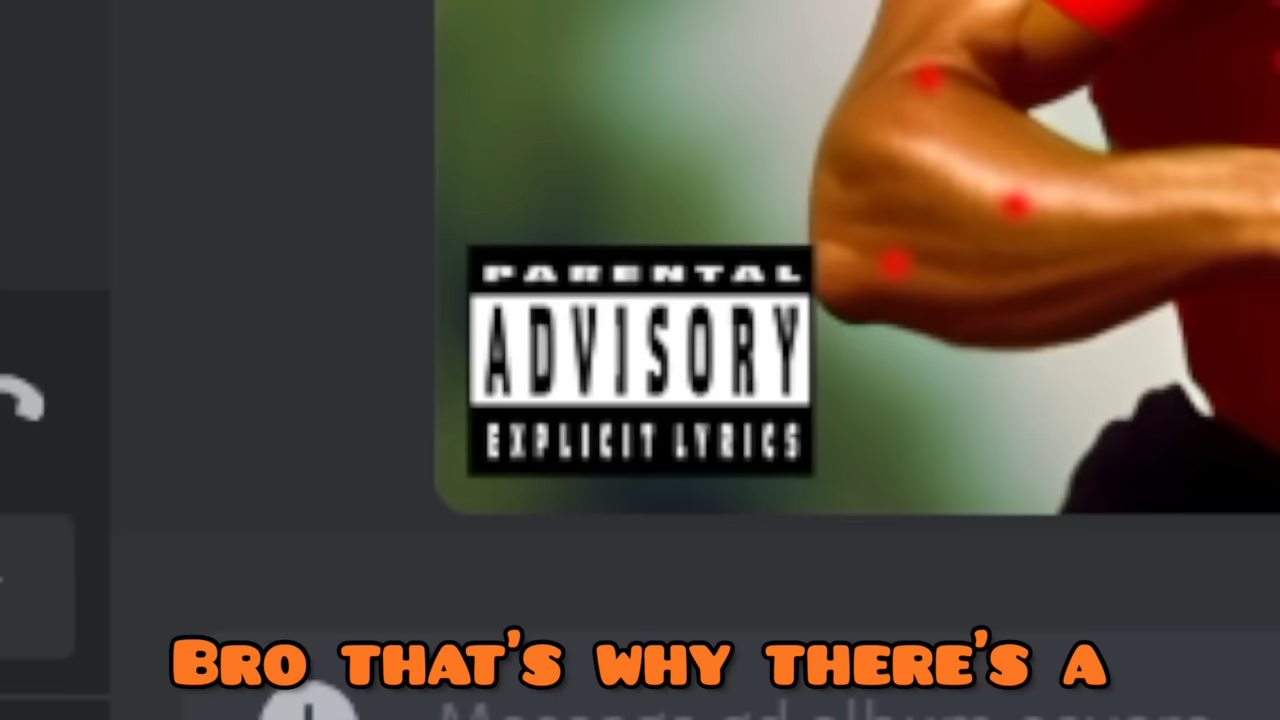 PARENTAL
ADVISORY
EXPLICIT LYRICS
BRO THAT'S WHY THERE'S A